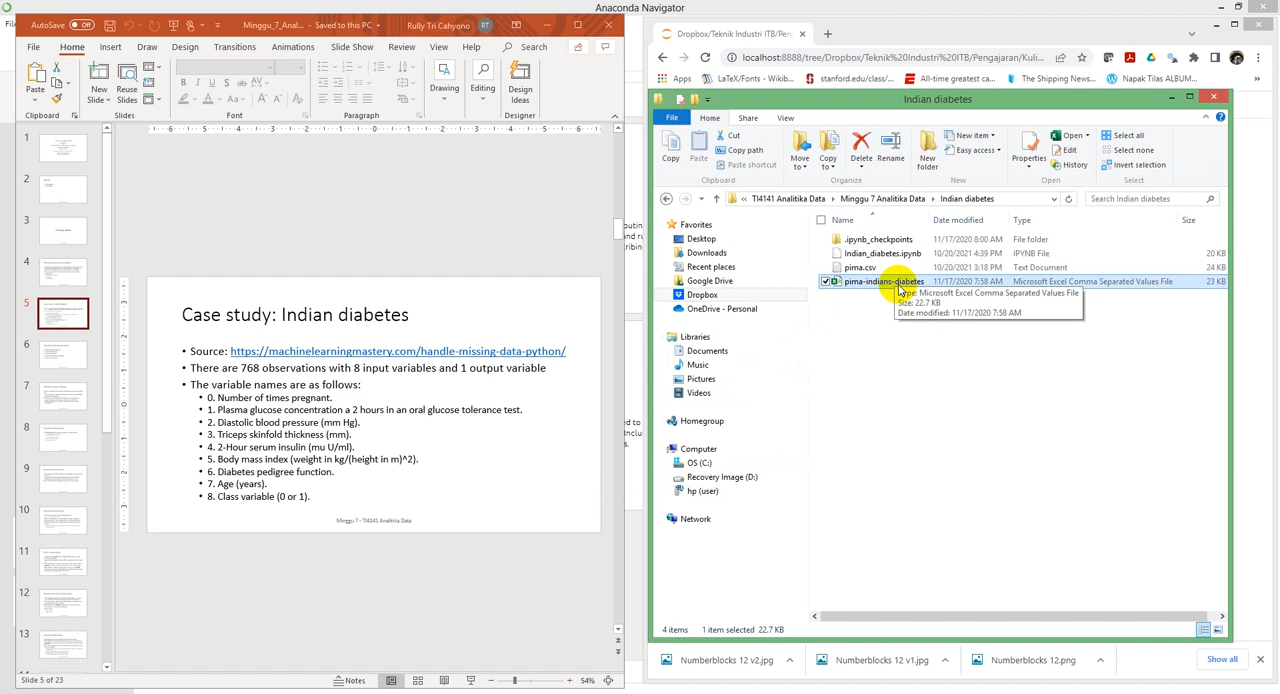 Anaconda Navigator
AutoSave Off
Minggu_7_Anal... - Saved to this PC
Rully Tri Cahyono RT
File Home Insert Draw Design Transitions Animations Slide Show Review View Help Search
Paste
New Slide
Reuse Slides
Drawing
Editing
Design Ideas
Clipboard Slides Font Paragraph Designer
1
2
3
4
5
6
7
8
9
10
11
12
13
Case study: Indian diabetes
• Source: https://machinelearningmastery.com/handle-missing-data-python/
• There are 768 observations with 8 input variables and 1 output variable
• The variable names are as follows:
• 0. Number of times pregnant.
• 1. Plasma glucose concentration a 2 hours in an oral glucose tolerance test.
• 2. Diastolic blood pressure (mm Hg).
• 3. Triceps skinfold thickness (mm).
• 4. 2-Hour serum insulin (mu U/ml).
• 5. Body mass index (weight in kg/(height in m)^2).
• 6. Diabetes pedigree function.
• 7. Age (years).
• 8. Class variable (0 or 1).
Minggu 7 - TI4141 Analitika Data
Slide 5 of 23
Notes
54%
Dropbox/Teknik Industri ITB/Pen
localhost:8888/tree/Dropbox/Teknik%20Industri%20ITB/Pengajaran/Kuli...
Apps LaTeX/Fonts - Wikib... stanford.edu/class/... All-time greatest ca... The Shipping News... Napak Tilas ALBUM...
Indian diabetes
File Home Share View
Copy
Paste
Cut
Copy path
Paste shortcut
Move to
Copy to
Delete
Rename
New folder
New item
Easy access
Properties
Open
Edit
History
Select all
Select none
Invert selection
Clipboard Organize New Open Select
TI4141 Analitika Data Minggu 7 Analitika Data Indian diabetes
Search Indian diabetes
Name Date modified Type Size
.ipynb_checkpoints 11/17/2020 8:00 AM File folder
Indian_diabetes.ipynb 10/20/2021 4:39 PM IPYNB File 20 KB
pima.csv 10/20/2021 3:18 PM Text Document 24 KB
pima-indians-diabetes 11/17/2020 7:58 AM Microsoft Excel Comma Separated Values File 23 KB
Type: Microsoft Excel Comma Separated Values File
Size: 22.7 KB
Date modified: 11/17/2020 7:58 AM
Favorites
Desktop
Downloads
Recent places
Google Drive
Dropbox
OneDrive - Personal
Libraries
Documents
Music
Pictures
Videos
Homegroup
Computer
OS (C:)
Recovery Image (D:)
hp (user)
Network
4 items 1 item selected 22.7 KB
Numberblocks 12 v2.jpg
Numberblocks 12 v1.jpg
Numberblocks 12.png
Show all